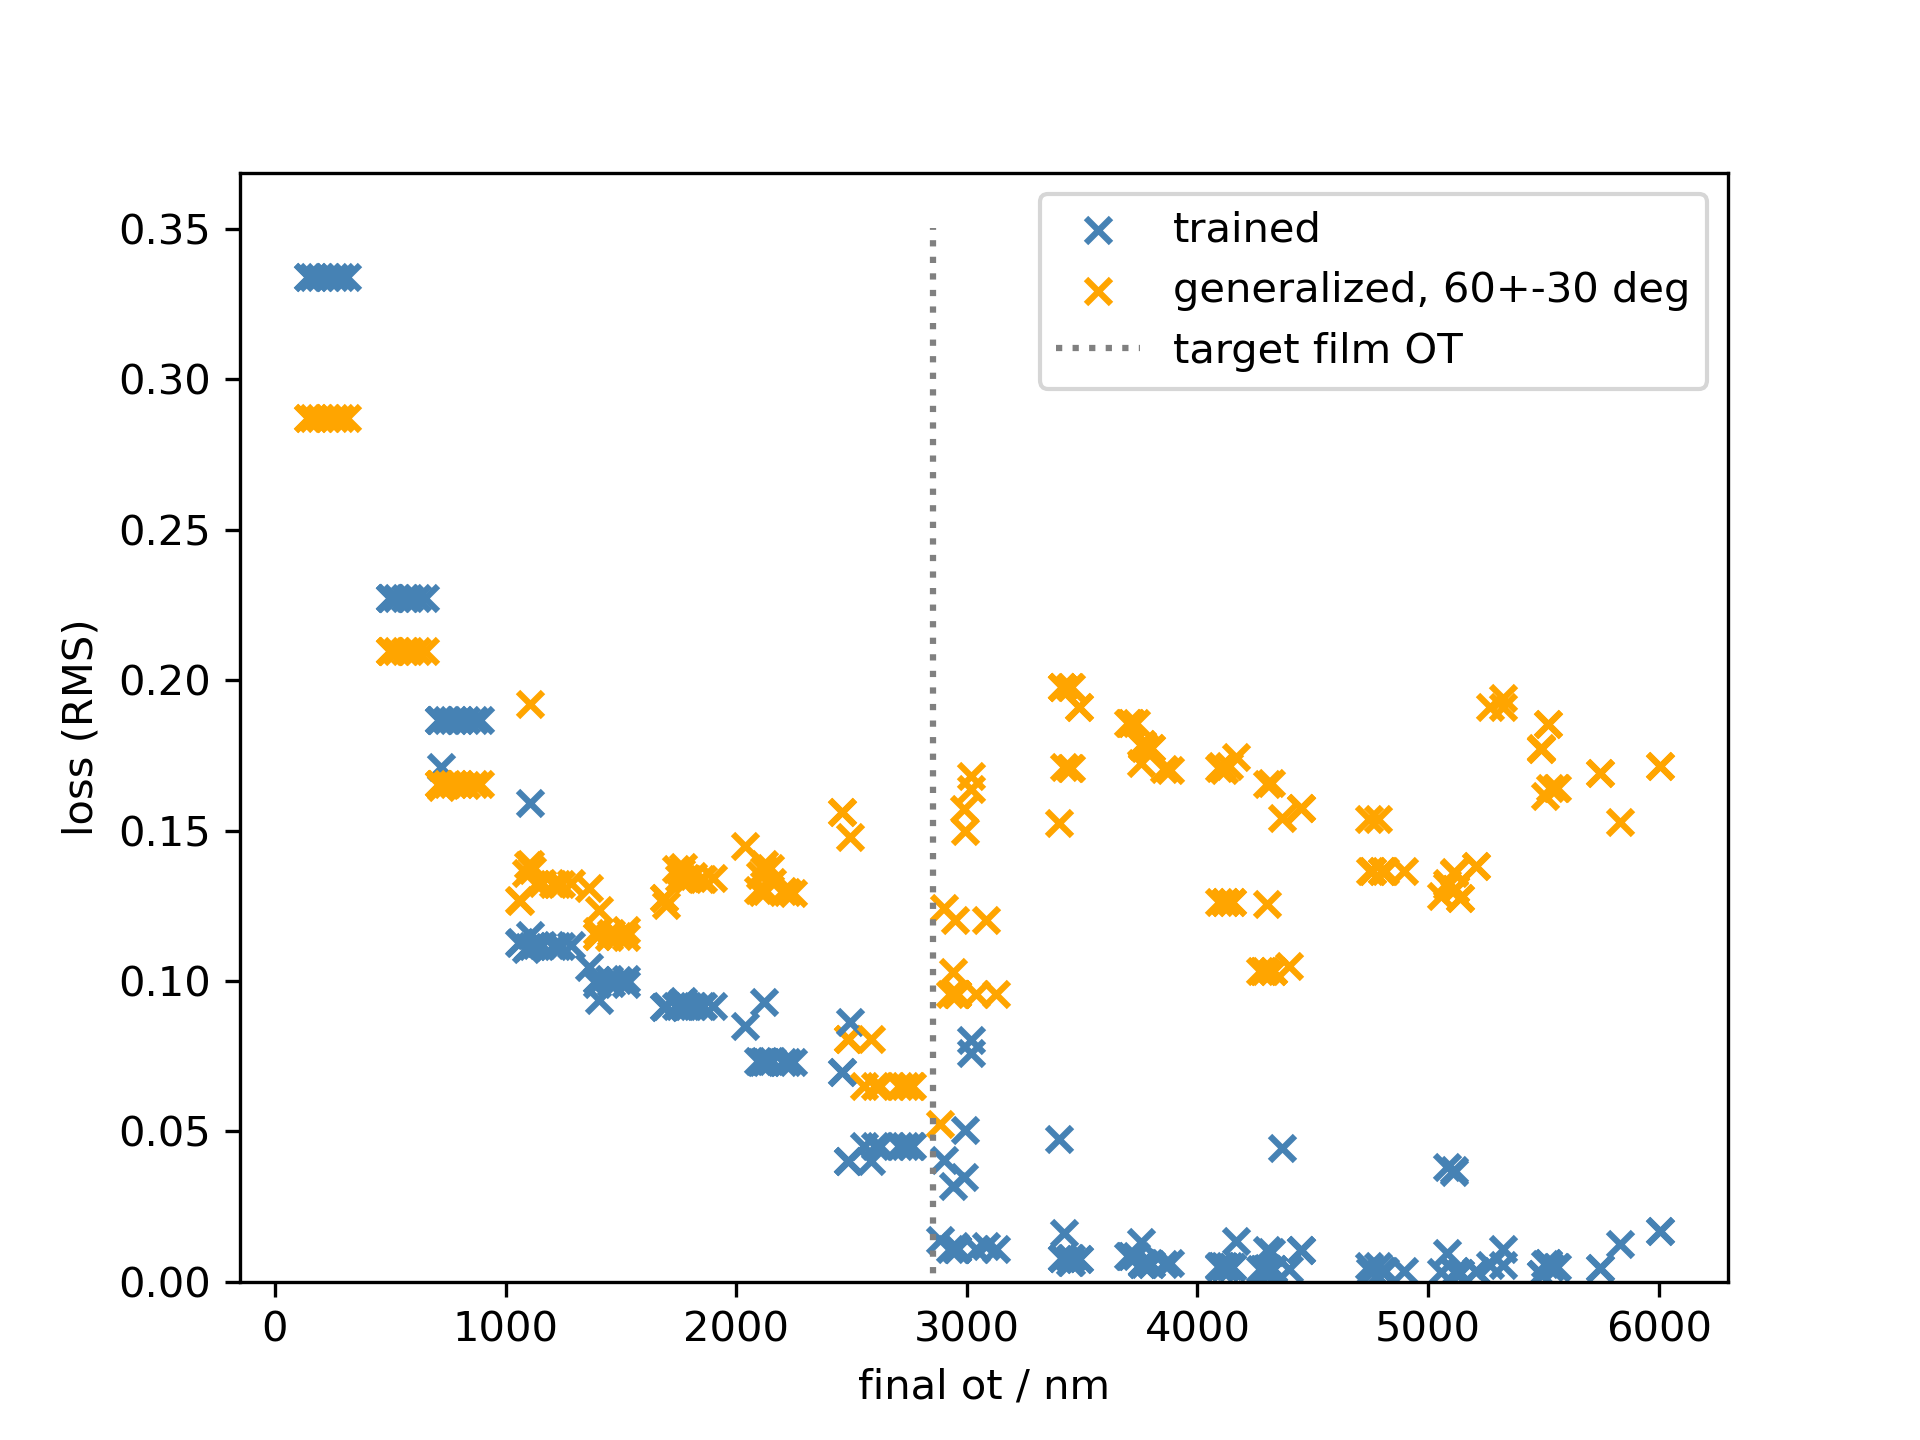 0.35
0.30
0.25
0.20
0.15
0.10
0.05
0.00
loss (RMS)
trained
generalized, 60+-30 deg
target film OT
0 1000 2000 3000 4000 5000 6000
final ot / nm